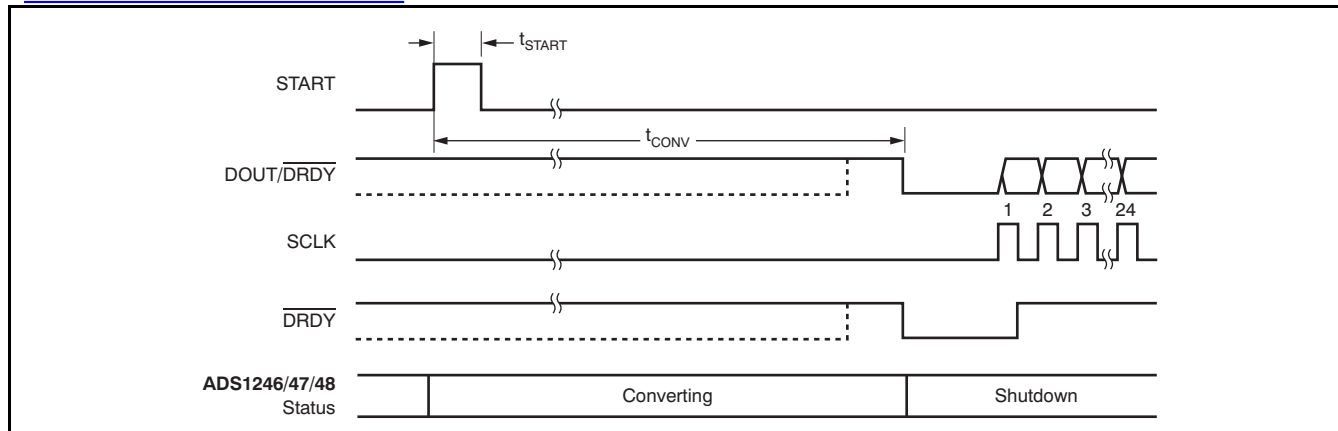 tSTART
START
tCONV
DOUT/DRDY
1 2 3 24
SCLK
DRDY
ADS1246/47/48
Status
Converting
Shutdown